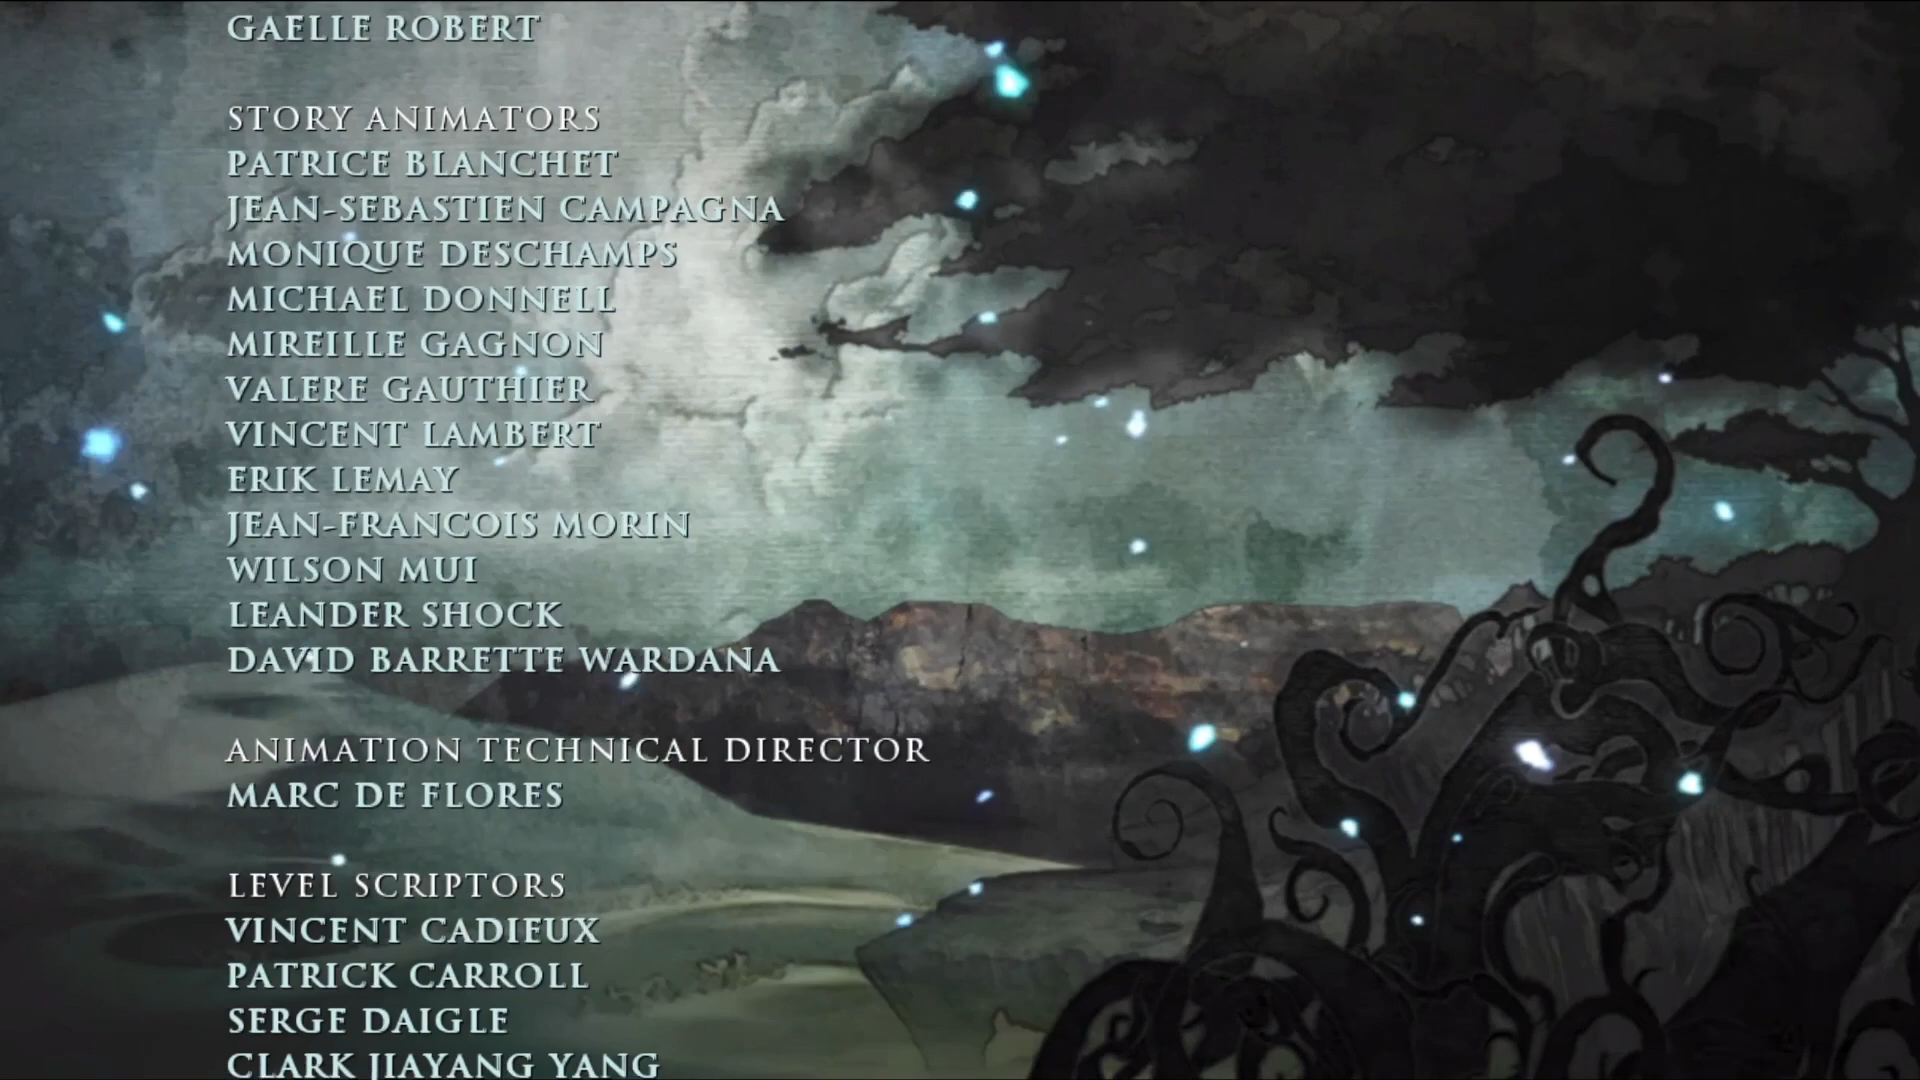 GAELLE ROBERT
STORY ANIMATORS
PATRICE BLANCHET
JEAN-SEBASTIEN CAMPAGNA
MONIQUE DESCHAMPS
MICHAEL DONNELL
MIREILLE GAGNON
VALERE GAUTHIER
VINCENT LAMBERT
ERIK LEMAY
JEAN-FRANCOIS MORIN
WILSON MUI
LEANDER SHOCK
DAVID BARRETTE WARDANA
ANIMATION TECHNICAL DIRECTOR
MARC DE FLORES
LEVEL SCRIPTORS
VINCENT CADIEUX
PATRICK CARROLL
SERGE DAIGLE
CLARK JIAYANG YANG